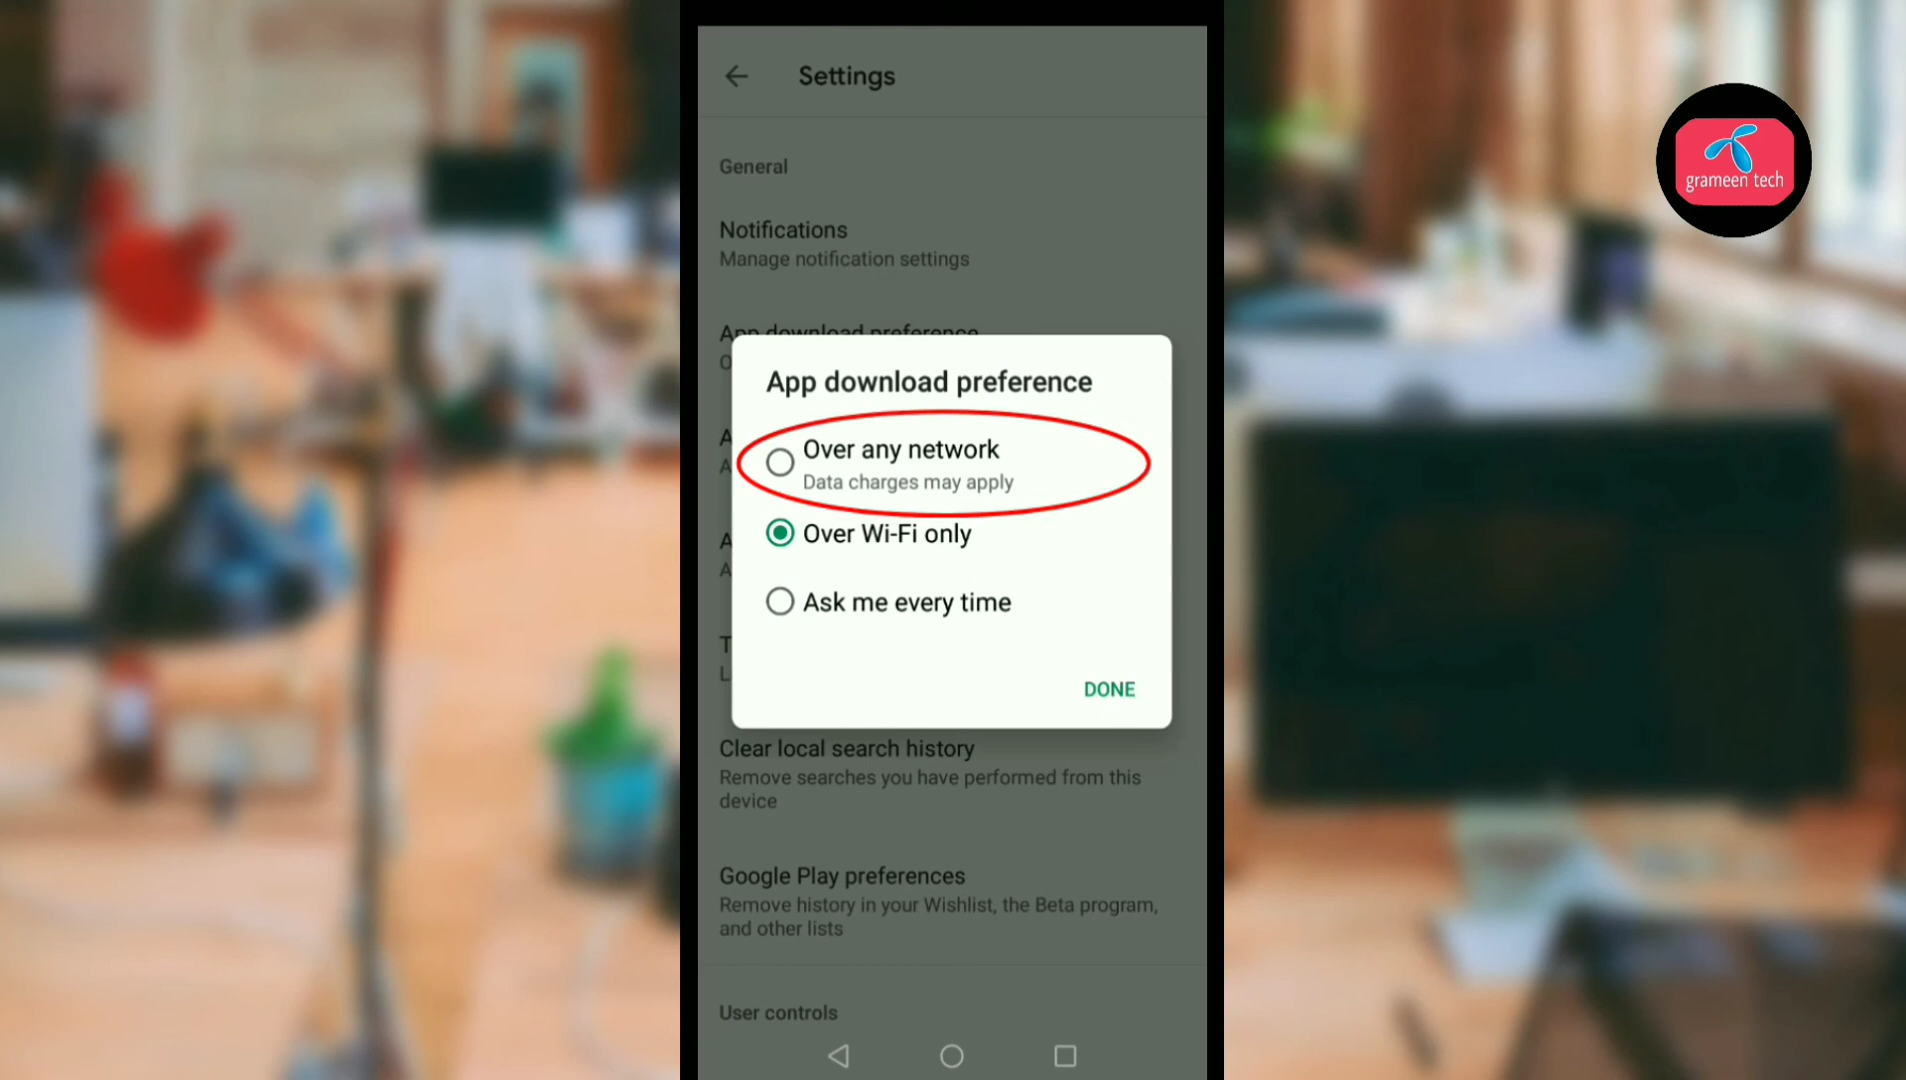 Settings
General
Notifications
Manage notification settings
App download preference
App download preference
Over any network
Data charges may apply
Over Wi-Fi only
Ask me every time
DONE
Clear local search history
Remove searches you have performed from this
device
Google Play preferences
Remove history in your Wishlist, the Beta program,
and other lists
User controls
grameen tech